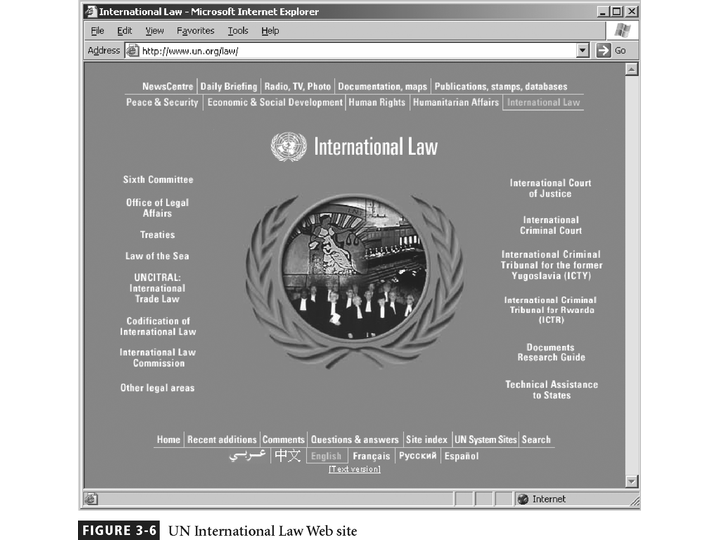 International Law - Microsoft Internet Explorer
File Edit View Favorites Tools Help
Address http://www.un.org/law/ Go
NewsCentre Daily Briefing Radio, TV, Photo Documentation, maps Publications, stamps, databases
Peace & Security Economic & Social Development Human Rights Humanitarian Affairs International Law
International Law
Sixth Committee
Office of Legal
Affairs
Treaties
Law of the Sea
UNCITRAL:
International
Trade Law
Codification of
International Law
International Law
Commission
Other legal areas
International Court
of Justice
International
Criminal Court
International Criminal
Tribunal for the former
Yugoslavia (ICTY)
International Criminal
Tribunal for Rwanda
(ICTR)
Documents
Research Guide
Technical Assistance
to States
Home Recent additions Comments Questions & answers Site index UN System Sites Search
عربي 中文 English Français Русский Español
[Text version]
Internet
FIGURE 3-6 UN International Law Web site